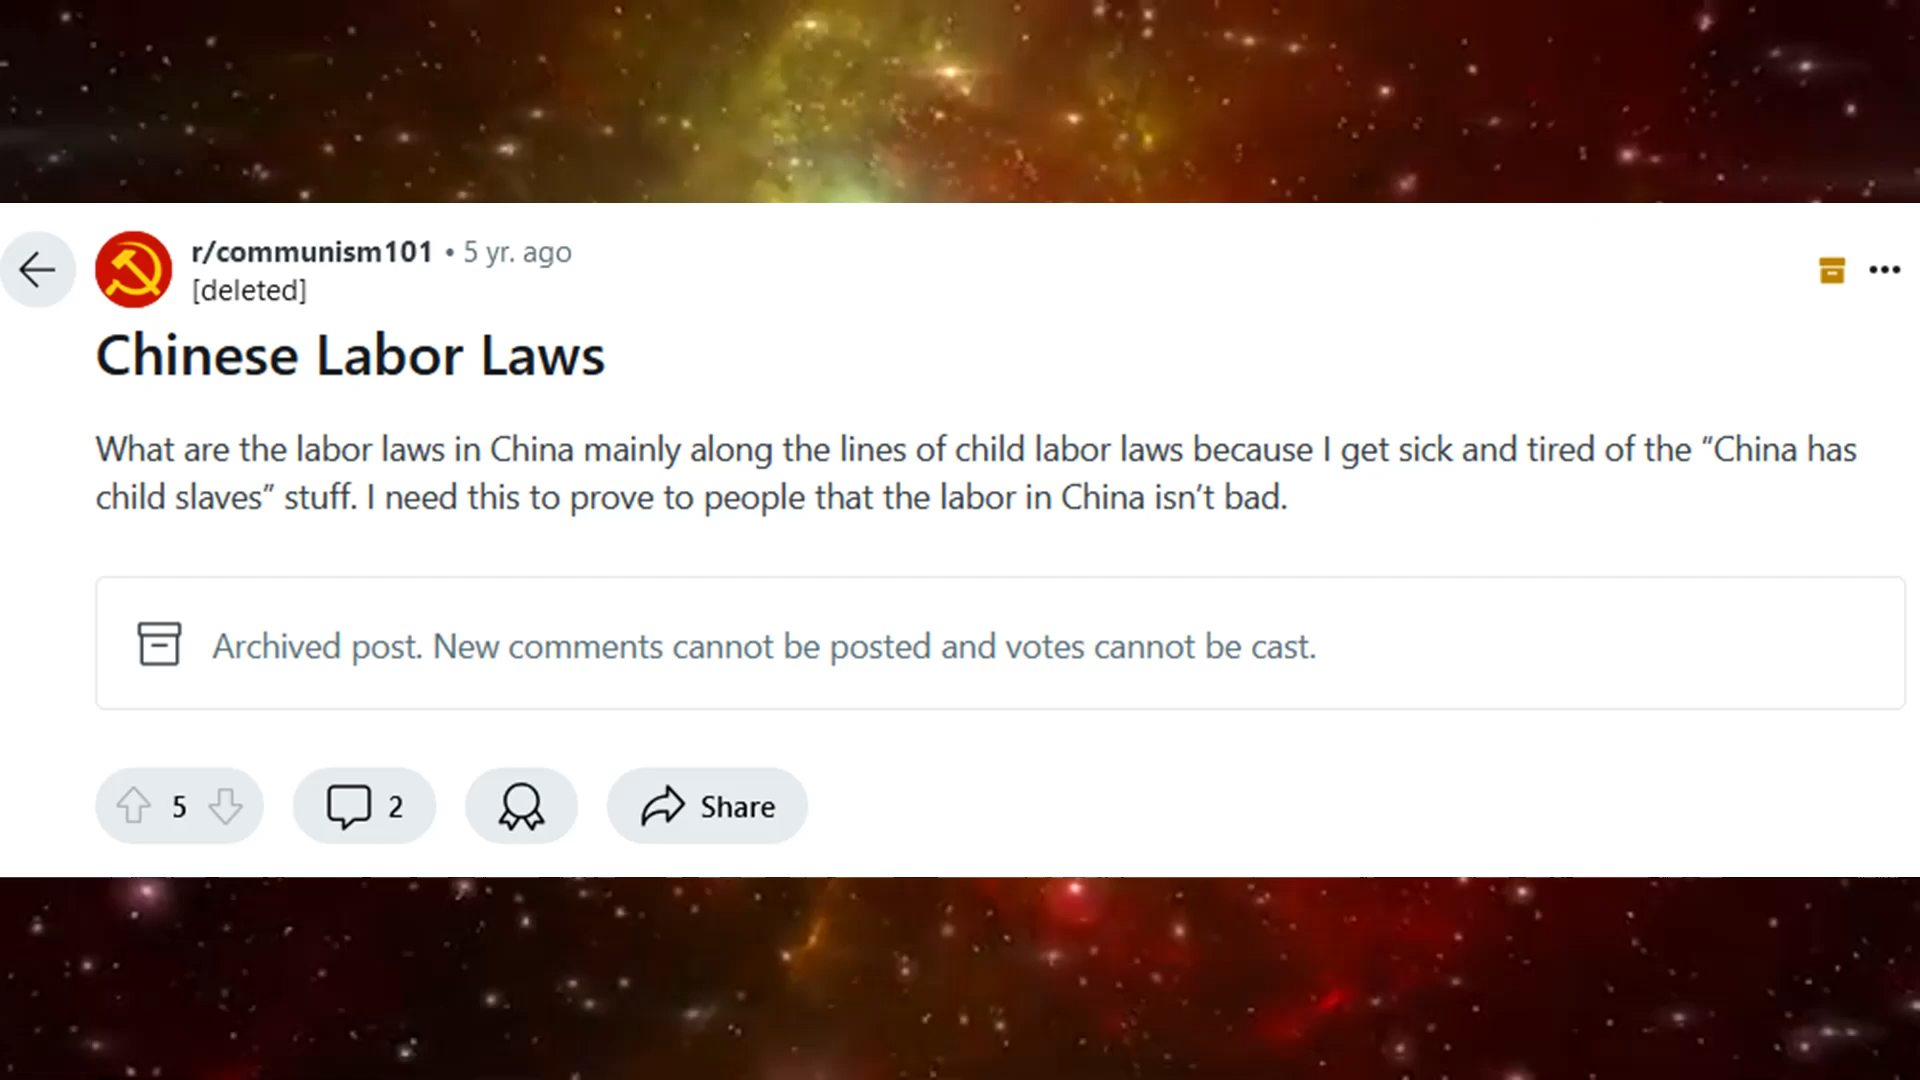 r/communism101 • 5 yr. ago
[deleted]
Chinese Labor Laws
What are the labor laws in China mainly along the lines of child labor laws because I get sick and tired of the “China has
child slaves” stuff. I need this to prove to people that the labor in China isn’t bad.
Archived post. New comments cannot be posted and votes cannot be cast.
5 2 Share